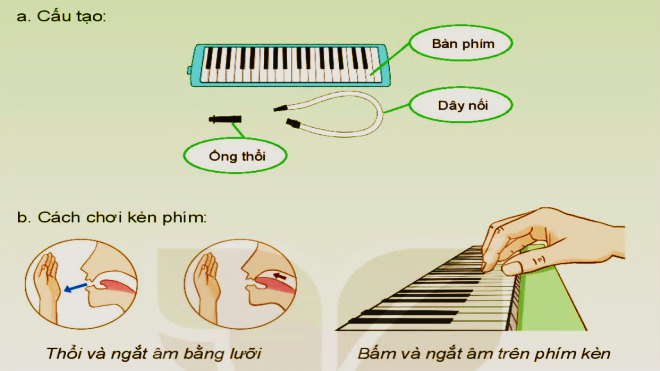 a. Cấu tạo:
Bàn phím
Dây nối
Ống thổi
b. Cách chơi kèn phím:
Thổi và ngắt âm bằng lưỡi
Bấm và ngắt âm trên phím kèn